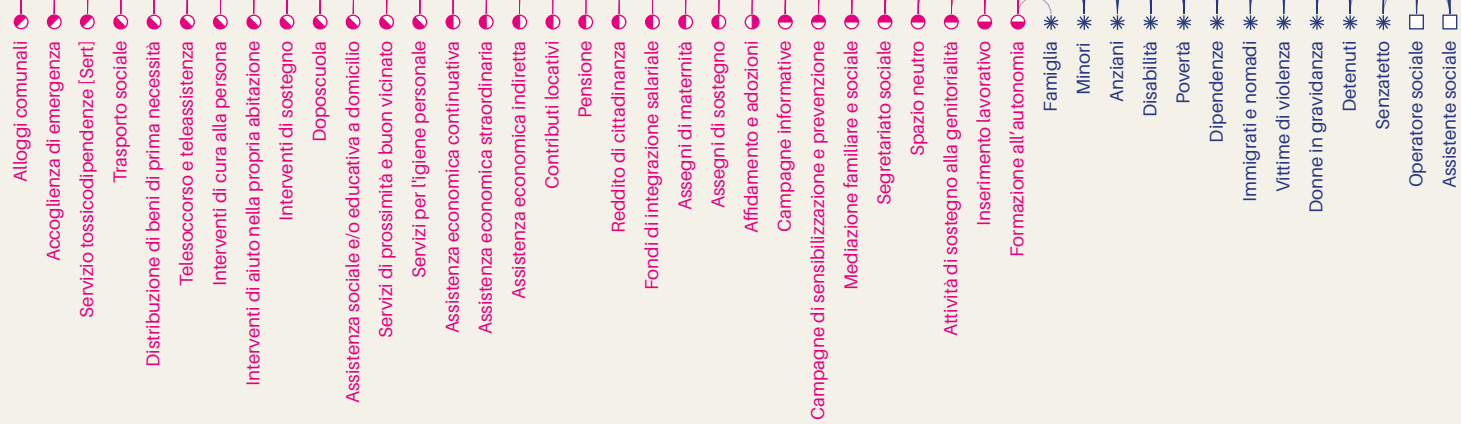 Alloggi comunali
Accoglienza di emergenza
Servizio tossicodipendenze [Sert]
Trasporto sociale
Distribuzione di beni di prima necessità
Telesoccorso e teleassistenza
Interventi di cura alla persona
Interventi di aiuto nella propria abitazione
Interventi di sostegno
Doposcuola
Assistenza sociale e/o educativa a domicilio
Servizi di prossimità e buon vicinato
Servizi per l'igiene personale
Assistenza economica continuativa
Assistenza economica straordinaria
Assistenza economica indiretta
Contributi locativi
Pensione
Reddito di cittadinanza
Fondi di integrazione salariale
Assegni di maternità
Assegni di sostegno
Affidamento e adozioni
Campagne informative
Campagne di sensibilizzazione e prevenzione
Mediazione familiare e sociale
Segretariato sociale
Spazio neutro
Attività di sostegno alla genitorialità
Inserimento lavorativo
Formazione all'autonomia
Famiglia
Minori
Anziani
Disabilità
Povertà
Dipendenze
Immigrati e nomadi
Vittime di violenza
Donne in gravidanza
Detenuti
Senzatetto
Operatore sociale
Assistente sociale